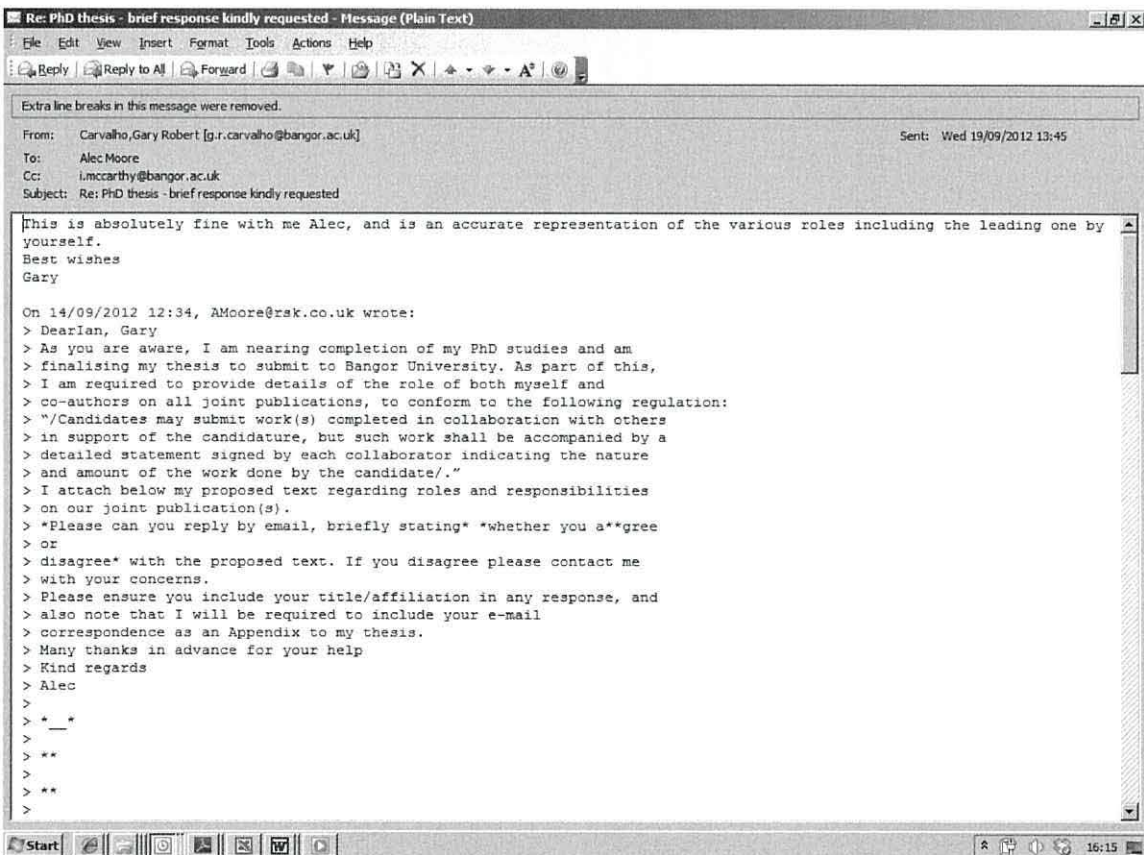 Re: PhD thesis - brief response kindly requested - Message (Plain Text)
File Edit View Insert Format Tools Actions Help
Reply Reply to All Forward
Extra line breaks in this message were removed.
From: Carvalho,Gary Robert [g.r.carvalho@bangor.ac.uk] Sent: Wed 19/09/2012 13:45
To: Alec Moore
Cc: i.mccarthy@bangor.ac.uk
Subject: Re: PhD thesis - brief response kindly requested
This is absolutely fine with me Alec, and is an accurate representation of the various roles including the leading one by
yourself.
Best wishes
Gary
On 14/09/2012 12:34, AMoore@rsk.co.uk wrote:
> DearIan, Gary
> As you are aware, I am nearing completion of my PhD studies and am
> finalising my thesis to submit to Bangor University. As part of this,
> I am required to provide details of the role of both myself and
> co-authors on all joint publications, to conform to the following regulation:
> "/Candidates may submit work(s) completed in collaboration with others
> in support of the candidature, but such work shall be accompanied by a
> detailed statement signed by each collaborator indicating the nature
> and amount of the work done by the candidate/."
> I attach below my proposed text regarding roles and responsibilities
> on our joint publication(s).
> *Please can you reply by email, briefly stating* *whether you a**gree
> or
> disagree* with the proposed text. If you disagree please contact me
> with your concerns.
> Please ensure you include your title/affiliation in any response, and
> also note that I will be required to include your e-mail
> correspondence as an Appendix to my thesis.
> Many thanks in advance for your help
> Kind regards
> Alec
>
> *__*
>
> **
>
> **
>
Start 16:15